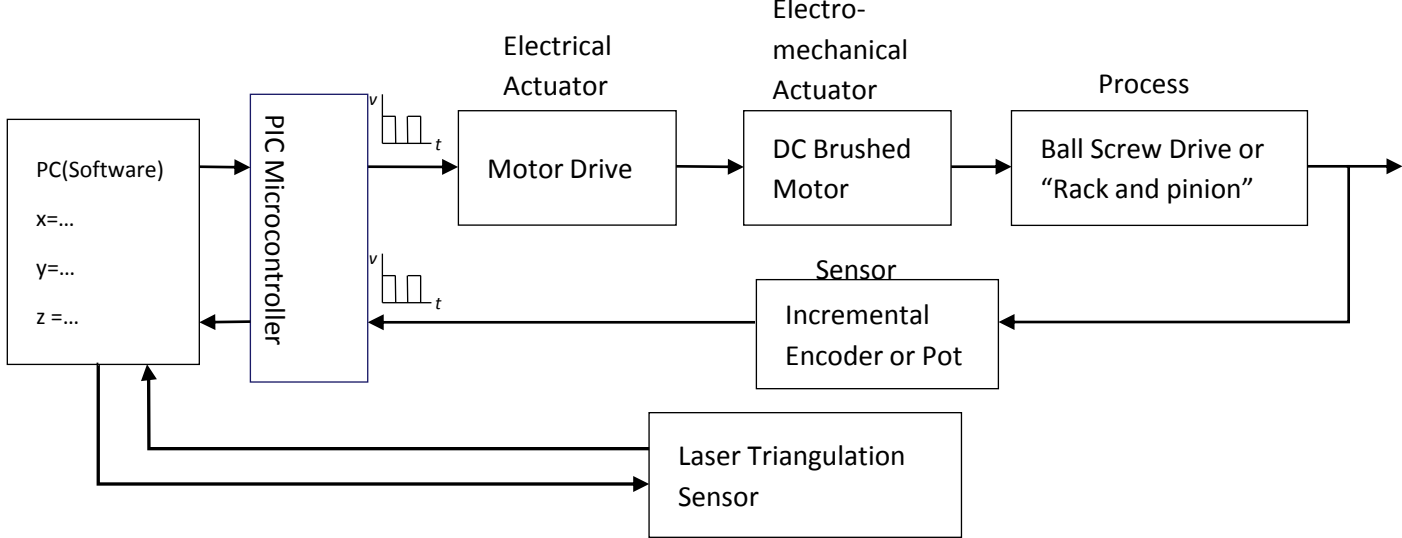 Electrical
Actuator
Electro-
mechanical
Actuator
Process
PC(Software)
x=...
y=...
z =...
PIC Microcontroller
v
t
Motor Drive
DC Brushed
Motor
Ball Screw Drive or
“Rack and pinion”
v
t
Sensor
Incremental
Encoder or Pot
Laser Triangulation
Sensor